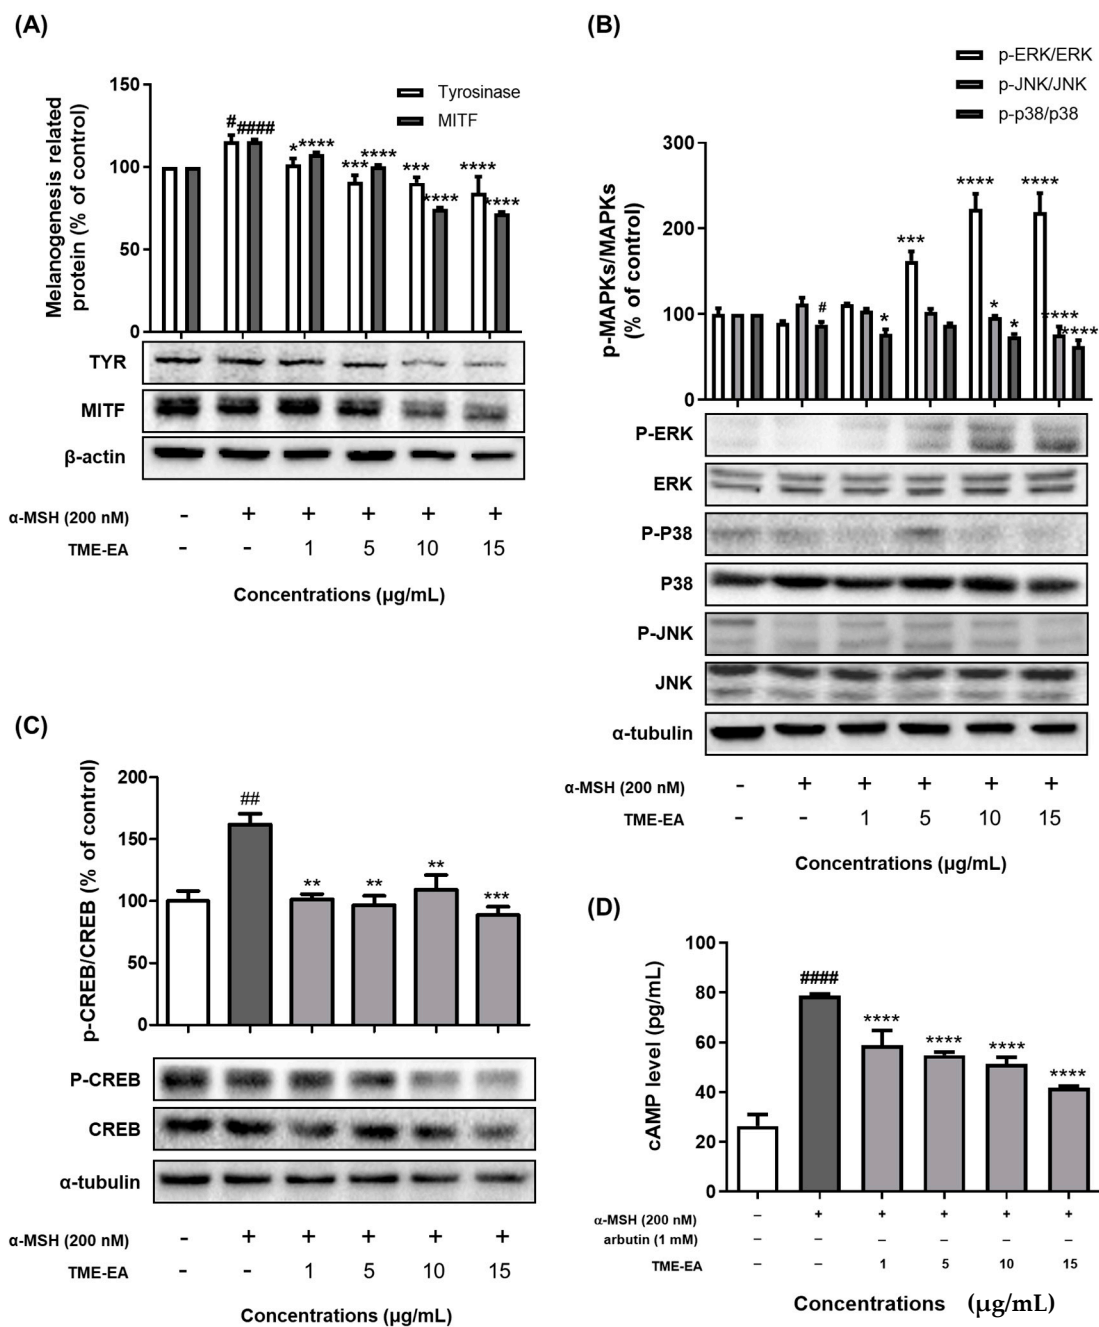 (A)
Tyrosinase
MITF
Melanogenesis related
protein (% of control)
150
100
50
0
# #### * **** *** **** *** **** **** ****
TYR
MITF
β-actin
α-MSH (200 nM) - + + + + +
TME-EA - - 1 5 10 15
Concentrations (µg/mL)
(B)
p-ERK/ERK
p-JNK/JNK
p-p38/p38
p-MAPKs/MAPKs
(% of control)
300
200
100
0
# * *** **** * * **** **** ****
P-ERK
ERK
P-P38
P38
P-JNK
JNK
α-tubulin
α-MSH (200 nM) - + + + + +
TME-EA - - 1 5 10 15
Concentrations (µg/mL)
(C)
p-CREB/CREB (% of control)
200
150
100
50
0
## ** ** ** ***
P-CREB
CREB
α-tubulin
α-MSH (200 nM) - + + + + +
TME-EA - - 1 5 10 15
Concentrations (µg/mL)
(D)
cAMP level (pg/mL)
100
80
60
40
20
0
#### **** **** **** ****
α-MSH (200 nM) – + + + + +
arbutin (1 mM) – – – – – –
TME-EA – – 1 5 10 15
Concentrations (µg/mL)